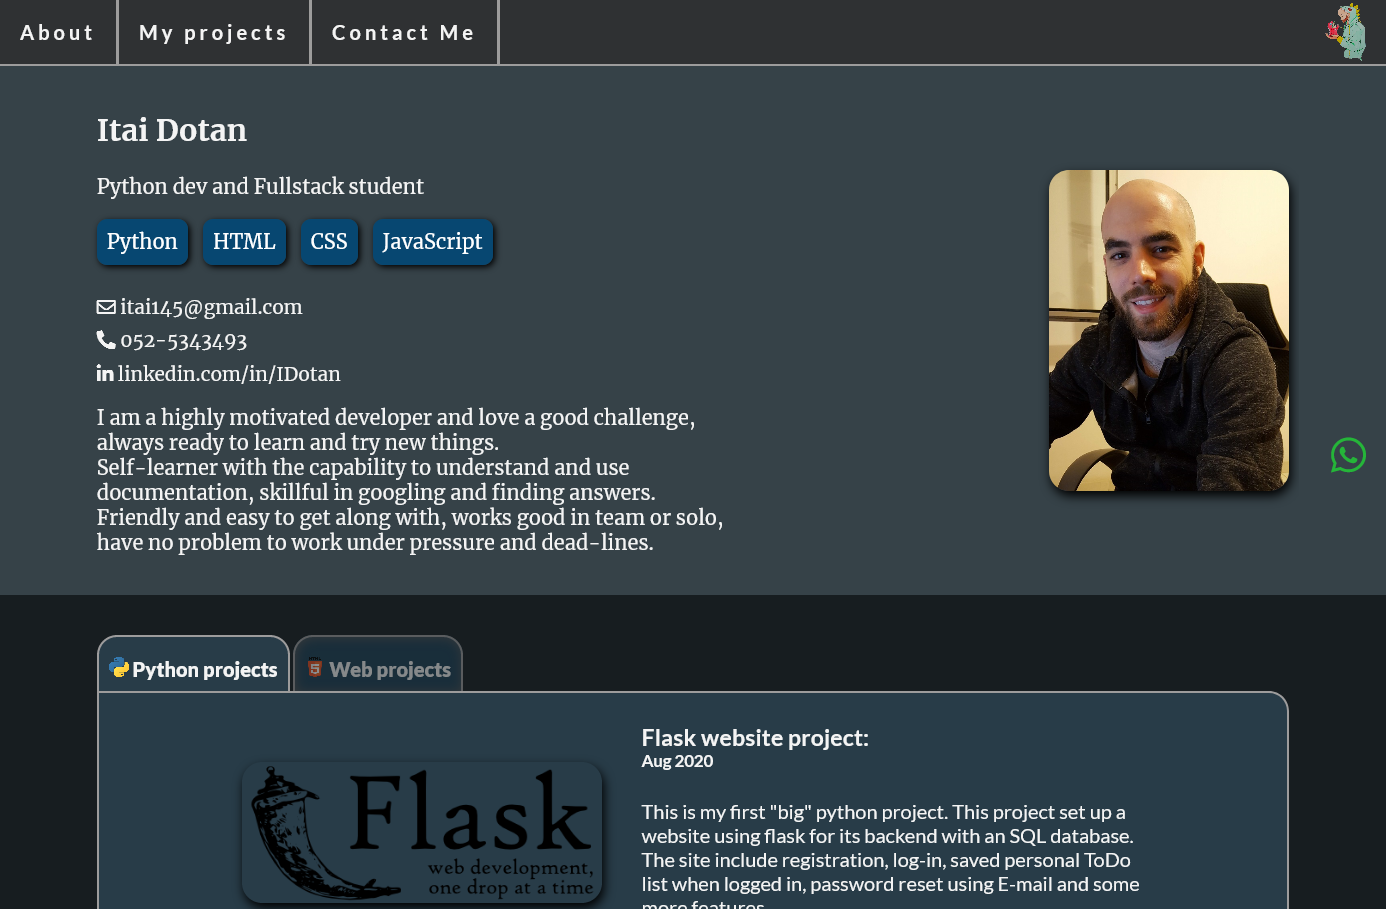 About
My projects
Contact Me
Itai Dotan
Python dev and Fullstack student
Python HTML CSS JavaScript
itai145@gmail.com
052-5343493
linkedin.com/in/IDotan
I am a highly motivated developer and love a good challenge,
always ready to learn and try new things.
Self-learner with the capability to understand and use
documentation, skillful in googling and finding answers.
Friendly and easy to get along with, works good in team or solo,
have no problem to work under pressure and dead-lines.
Python projects
Web projects
Flask
web development,
one drop at a time
Flask website project:
Aug 2020
This is my first "big" python project. This project set up a
website using flask for its backend with an SQL database.
The site include registration, log-in, saved personal ToDo
list when logged in, password reset using E-mail and some
more features